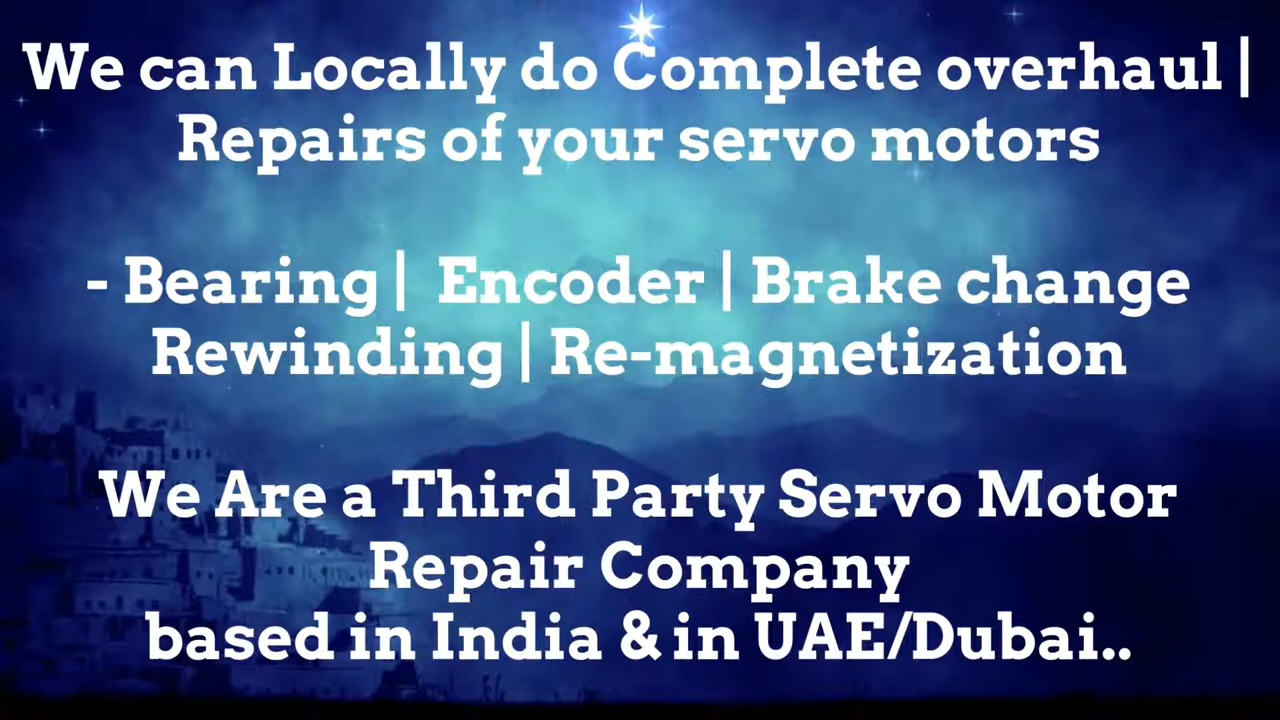 We can Locally do Complete overhaul |
Repairs of your servo motors
- Bearing | Encoder | Brake change
Rewinding | Re-magnetization
We Are a Third Party Servo Motor
Repair Company
based in India & in UAE/Dubai..